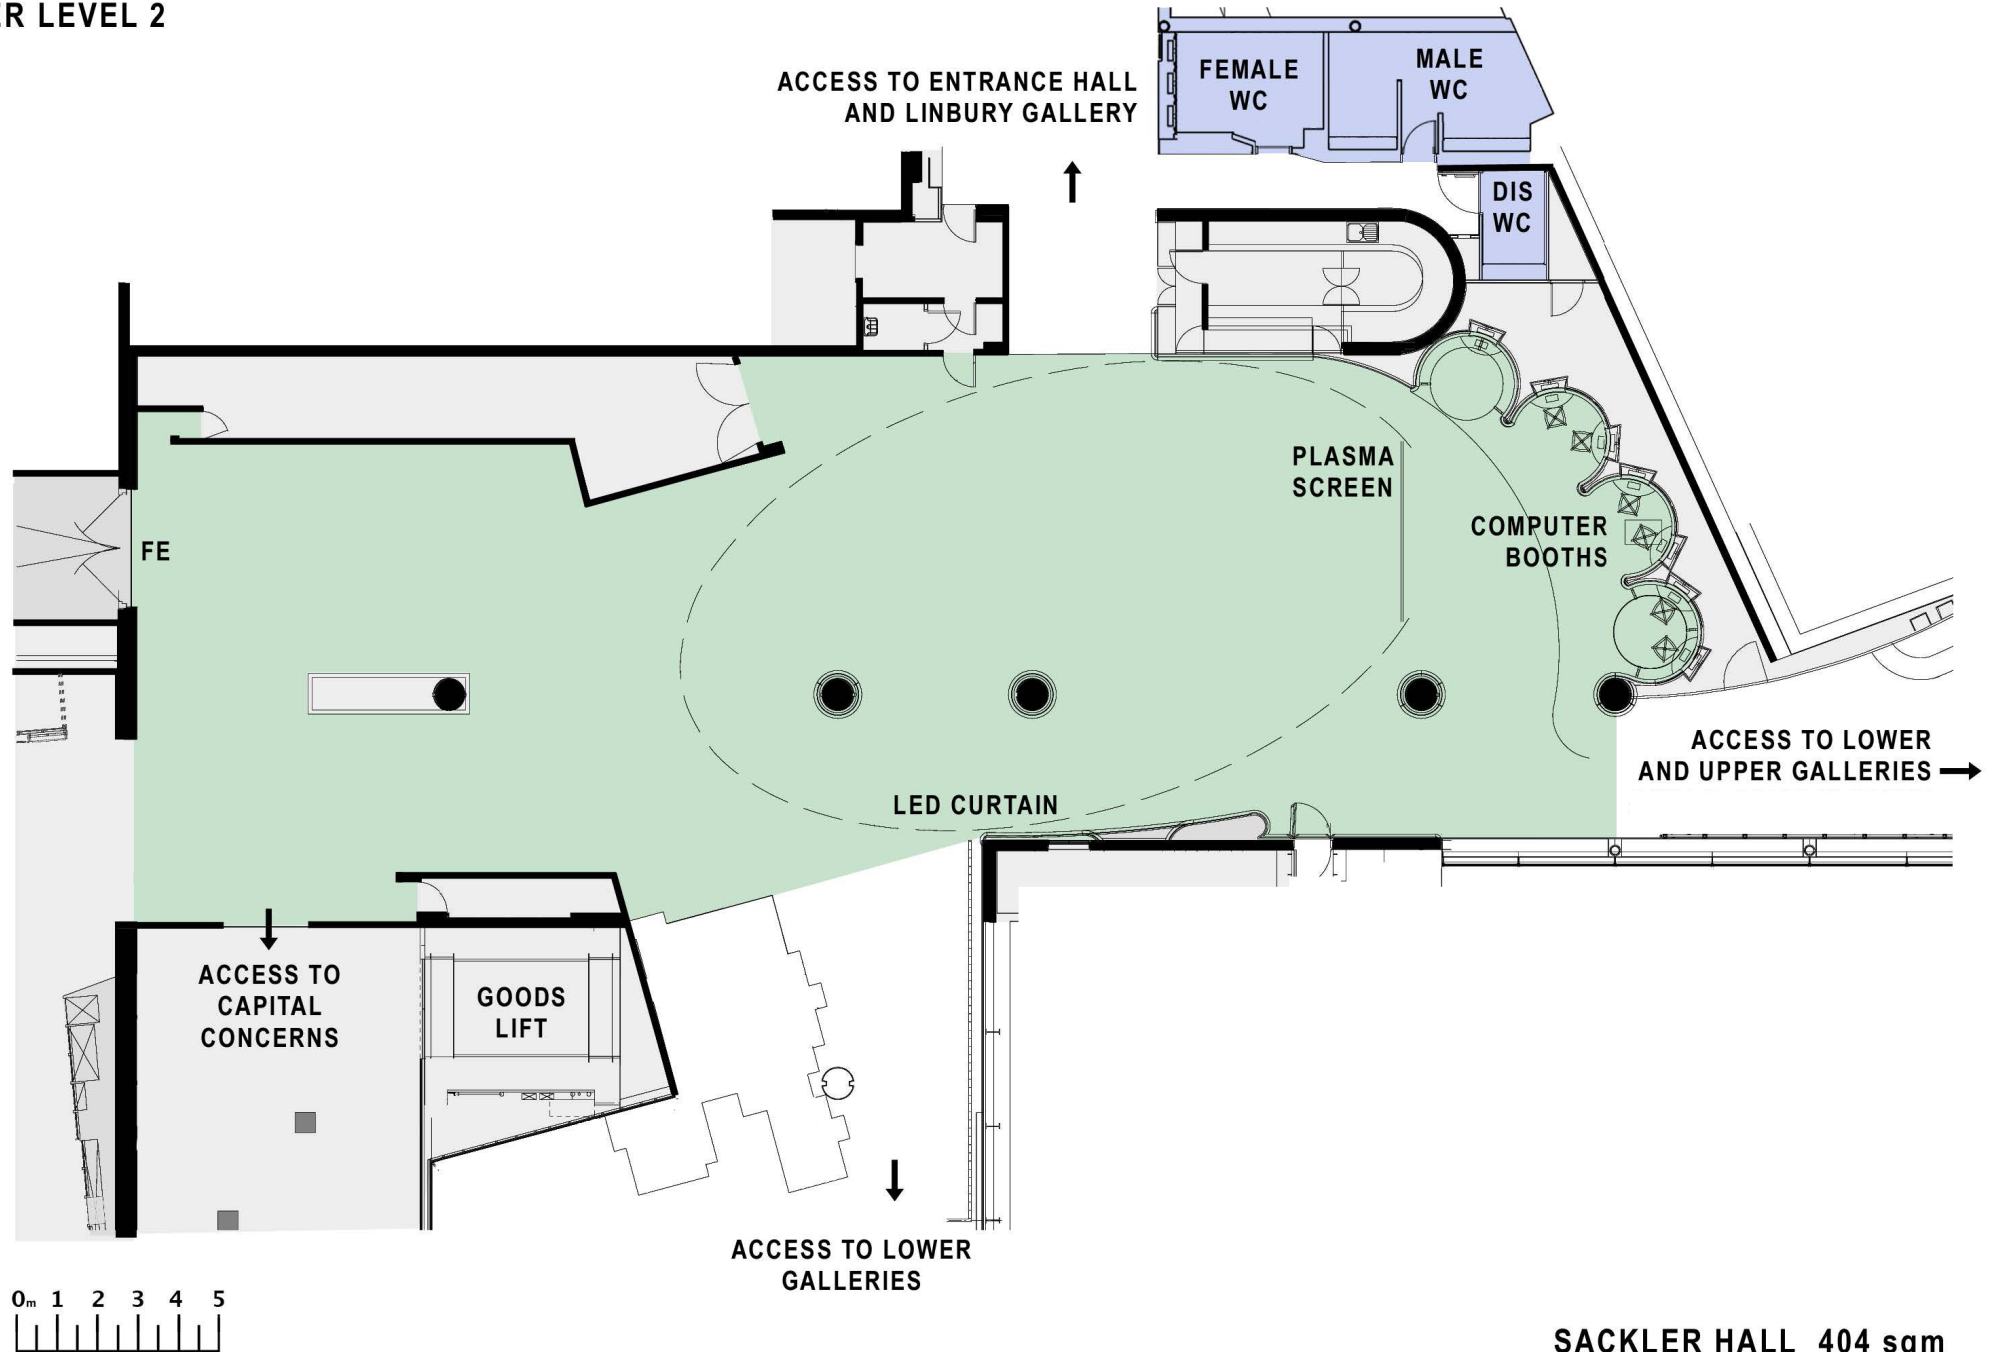 ER LEVEL 2
ACCESS TO ENTRANCE HALL
AND LINBURY GALLERY
FEMALE
WC
MALE
WC
DIS
WC
PLASMA
SCREEN
COMPUTER
BOOTHS
FE
ACCESS TO LOWER
AND UPPER GALLERIES
LED CURTAIN
ACCESS TO
CAPITAL
CONCERNS
GOODS
LIFT
ACCESS TO LOWER
GALLERIES
0m 1 2 3 4 5
SACKLER HALL 404 sqm